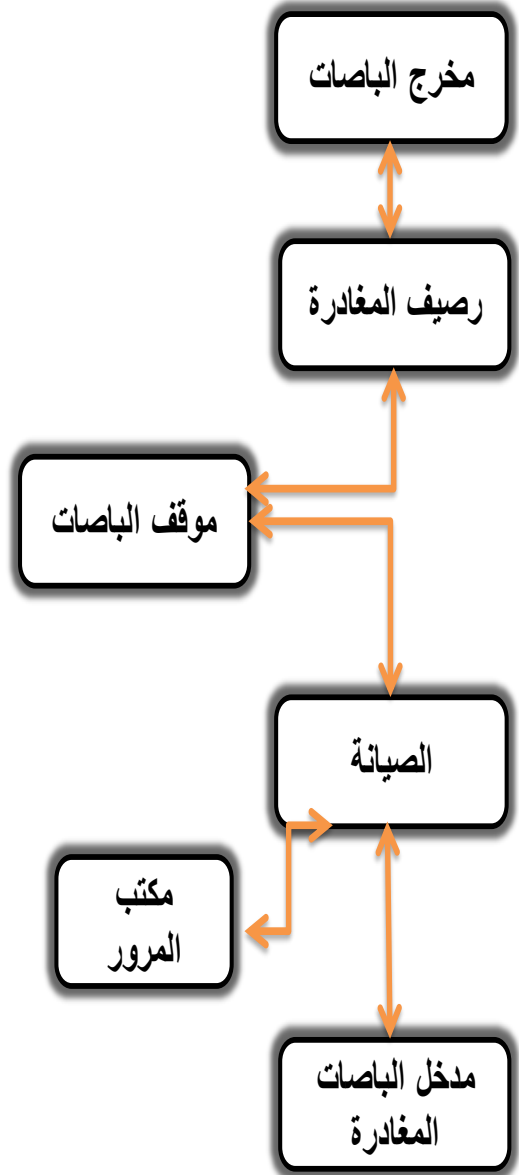 مخرج الباصات
رصيف المغادرة
موقف الباصات
الصيانة
مكتب
المرور
مدخل الباصات
المغادرة